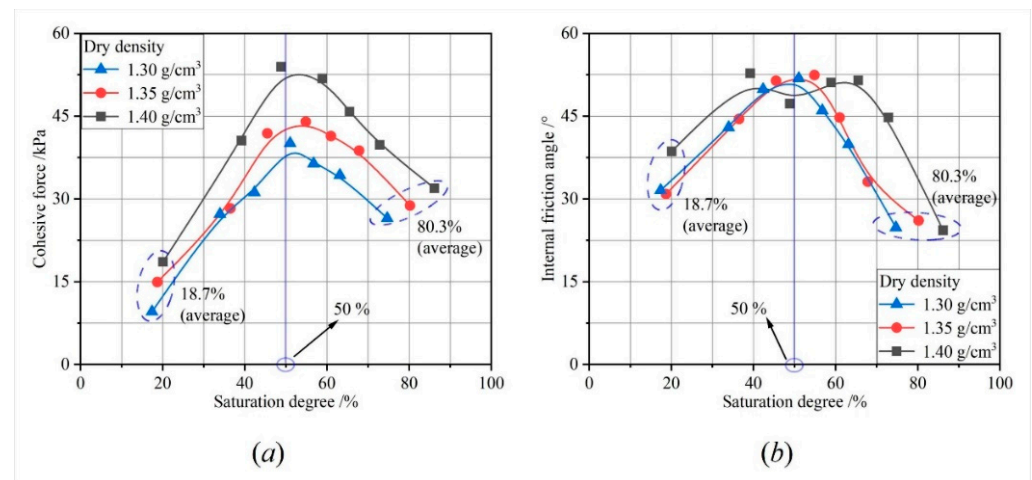 Dry density
1.30 g/cm³
1.35 g/cm³
1.40 g/cm³
60
45
30
15
0
Cohesive force /kPa
18.7%
(average)
80.3%
(average)
50 %
0 20 40 60 80 100
Saturation degree /%
(a)
60
45
30
15
0
Internal friction angle /°
18.7%
(average)
80.3%
(average)
50 %
Dry density
1.30 g/cm³
1.35 g/cm³
1.40 g/cm³
0 20 40 60 80 100
Saturation degree /%
(b)